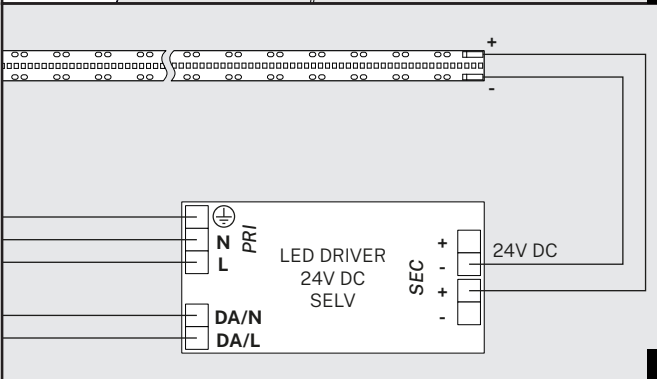 +
-
N
L
PRI
LED DRIVER
24V DC
SELV
SEC
+
-
+
-
24V DC
DA/N
DA/L